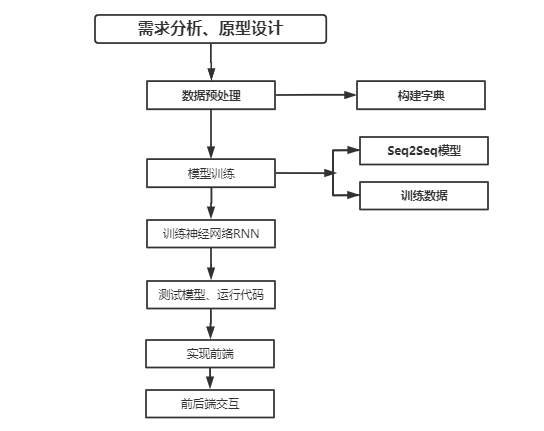 需求分析、原型设计
数据预处理
构建字典
Seq2Seq模型
模型训练
训练数据
训练神经网络RNN
测试模型、运行代码
实现前端
前后端交互